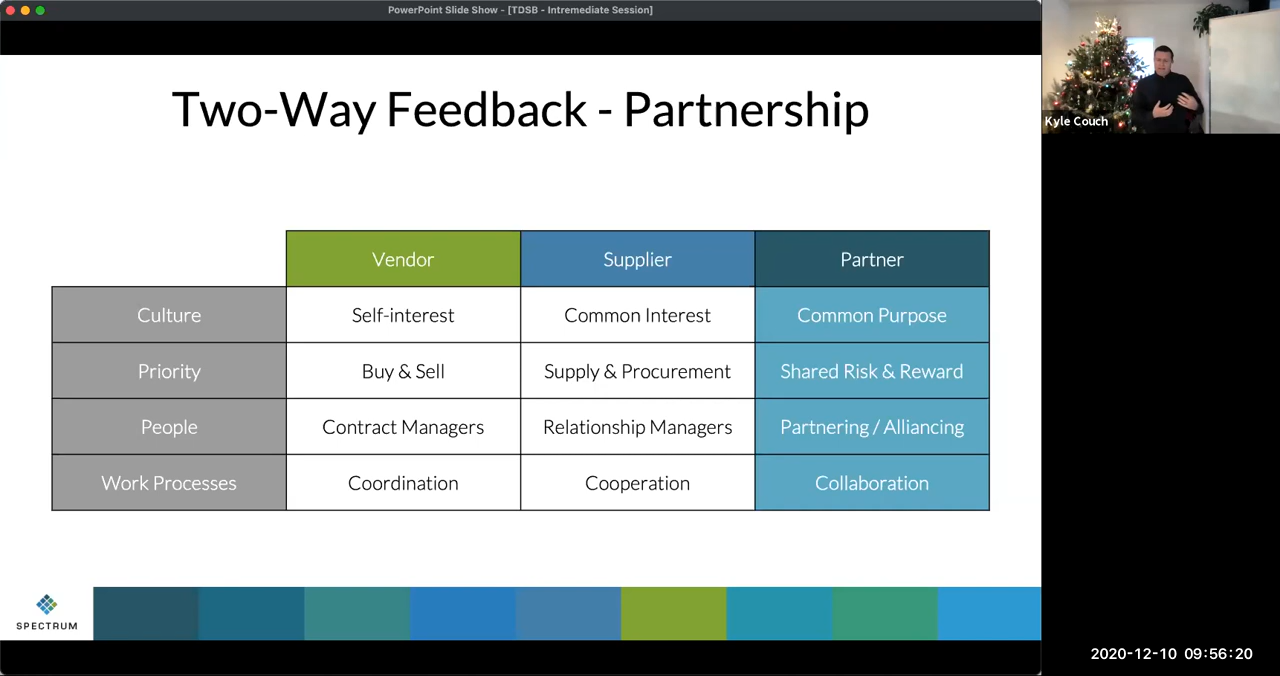 PowerPoint Slide Show - [TDSB - Intremediate Session]
Two-Way Feedback - Partnership
Vendor Supplier Partner
Culture Self-interest Common Interest Common Purpose
Priority Buy & Sell Supply & Procurement Shared Risk & Reward
People Contract Managers Relationship Managers Partnering / Alliancing
Work Processes Coordination Cooperation Collaboration
SPECTRUM
Kyle Couch
2020-12-10 09:56:20